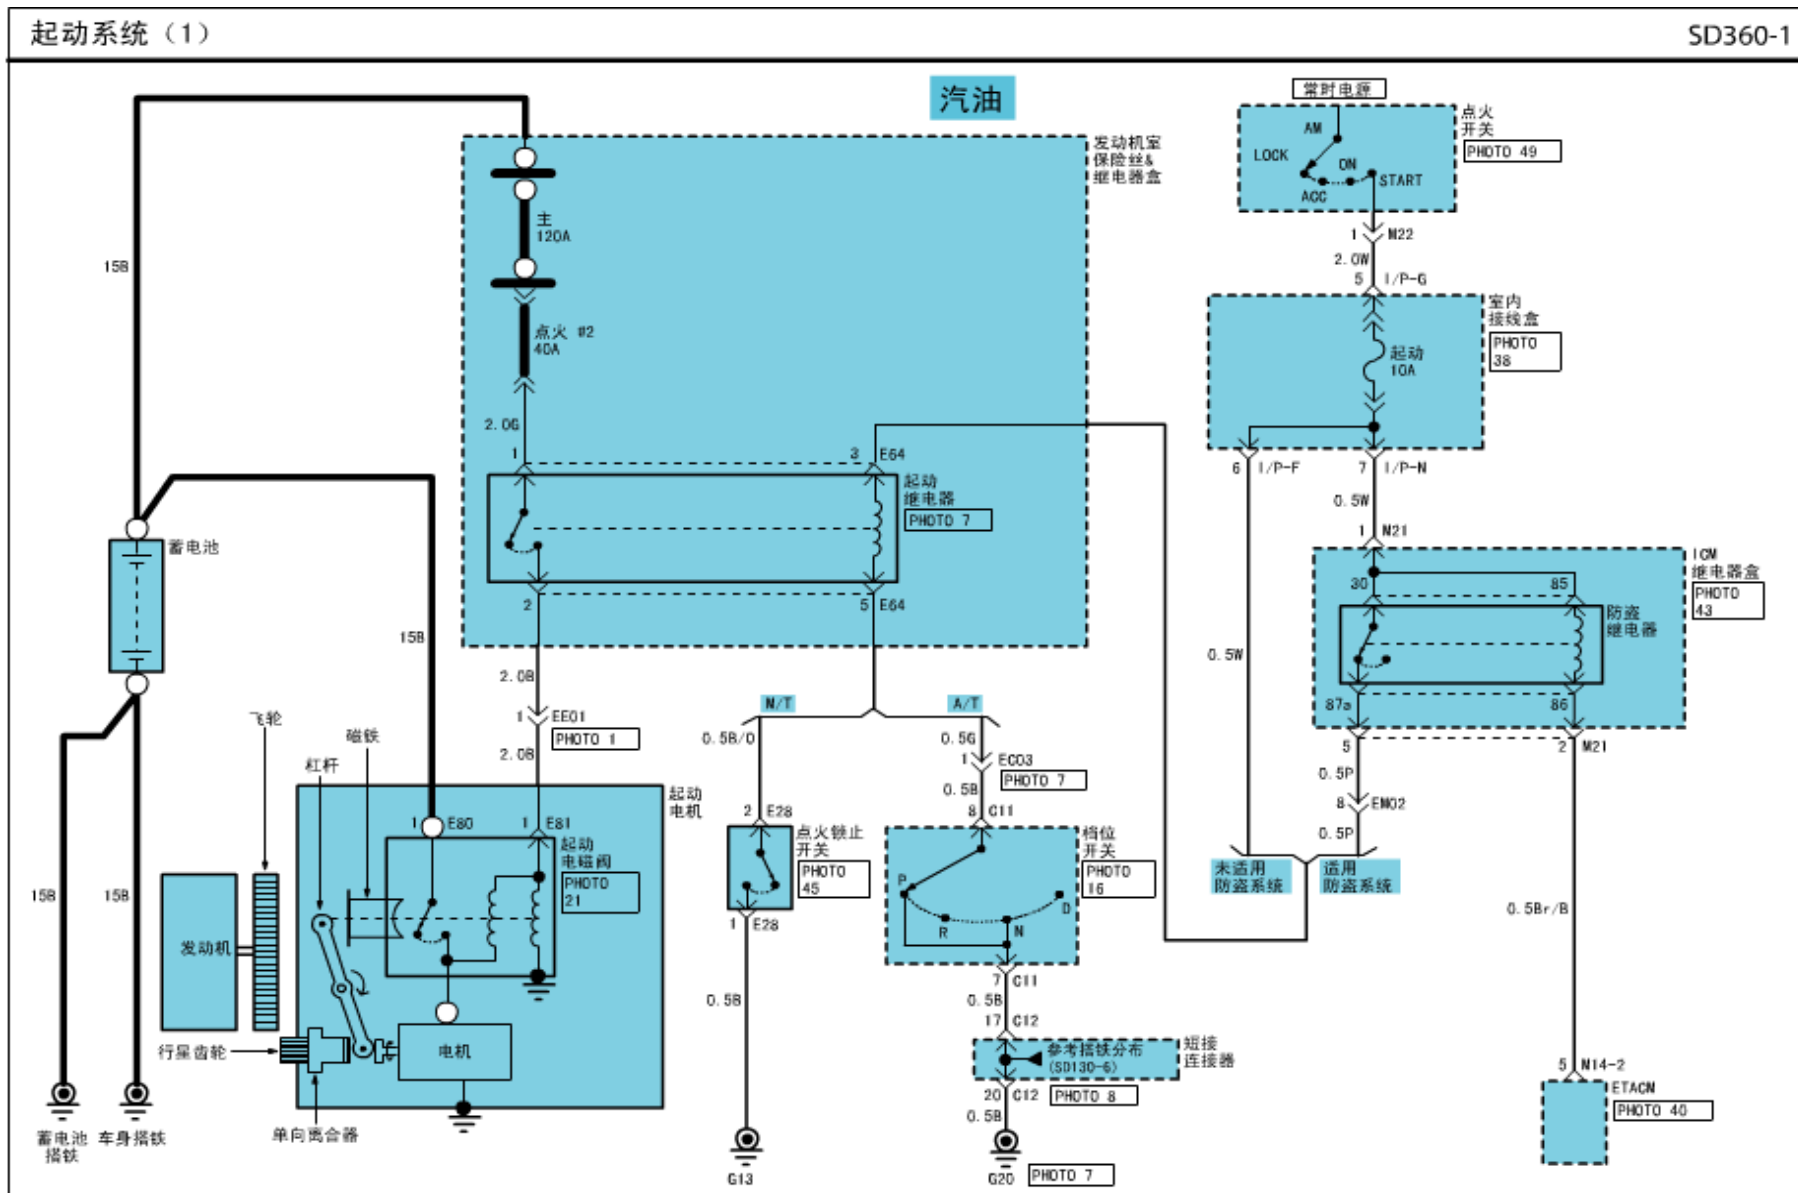 起动系统（1）
SD360-1
汽油
发动机室
保险丝&
继电器盒
主
120A
点火 #2
40A
2.0G
1
3
E64
起动
继电器
PHOTO 7
2
5
E64
15B
蓄电池
15B
2.0B
1
EE01
PHOTO 1
2.0B
飞轮
磁铁
杠杆
起动
电机
1
E80
1
E81
起动
电磁阀
PHOTO
21
发动机
行星齿轮
电机
单向离合器
15B
15B
蓄电池
搭铁
车身搭铁
M/T
A/T
0.5B/O
0.5G
1
EC03
PHOTO 7
0.5B
2
E28
点火锁止
开关
PHOTO
45
1
E28
0.5B
G13
8
C11
档位
开关
PHOTO
16
P
R
N
D
7
C11
0.5B
17
C12
参考搭铁分布
(SD130-6)
短接
连接器
20
C12
PHOTO 8
0.5B
G20
PHOTO 7
常时电源
点火
开关
PHOTO 49
AM
LOCK
ON
START
ACC
1
M22
2.0W
5
I/P-G
室内
接线盒
PHOTO
38
起动
10A
6
I/P-F
7
I/P-N
0.5W
1
M21
ICM
继电器盒
PHOTO
43
30
85
防盗
继电器
87a
86
5
2
M21
0.5W
0.5P
8
EM02
0.5P
未适用
防盗系统
适用
防盗系统
0.5Br/B
5
M14-2
ETACM
PHOTO 40